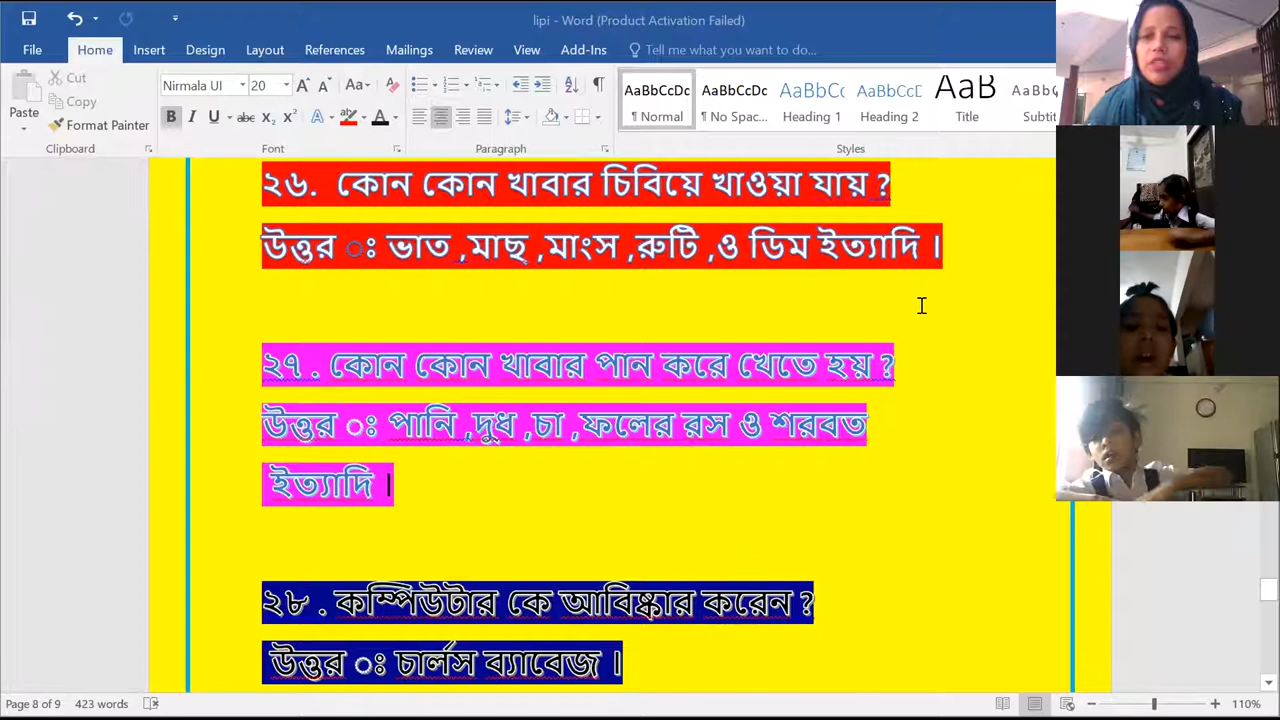 lipi - Word (Product Activation Failed)
File Home Insert Design Layout References Mailings Review View Add-Ins Tell me what you want to do...
Cut
Copy
Paste
Format Painter
Nirmala UI 20
AaBbCcDc AaBbCcDc AaBbC AaBbCcD AaB
¶ Normal ¶ No Spac... Heading 1 Heading 2 Title Subtit
Clipboard Font Paragraph Styles
২৬. কোন কোন খাবার চিবিয়ে খাওয়া যায় ?
উত্তর ঃ ভাত ,মাছ ,মাংস ,রুটি ,ও ডিম ইত্যাদি ।
২৭ . কোন কোন খাবার পান করে খেতে হয় ?
উত্তর ঃ পানি ,দুধ ,চা ,ফলের রস ও শরবত
ইত্যাদি ।
২৮ . কম্পিউটার কে আবিষ্কার করেন ?
উত্তর ঃ চার্লস ব্যাবেজ ।
Page 8 of 9 423 words 110%